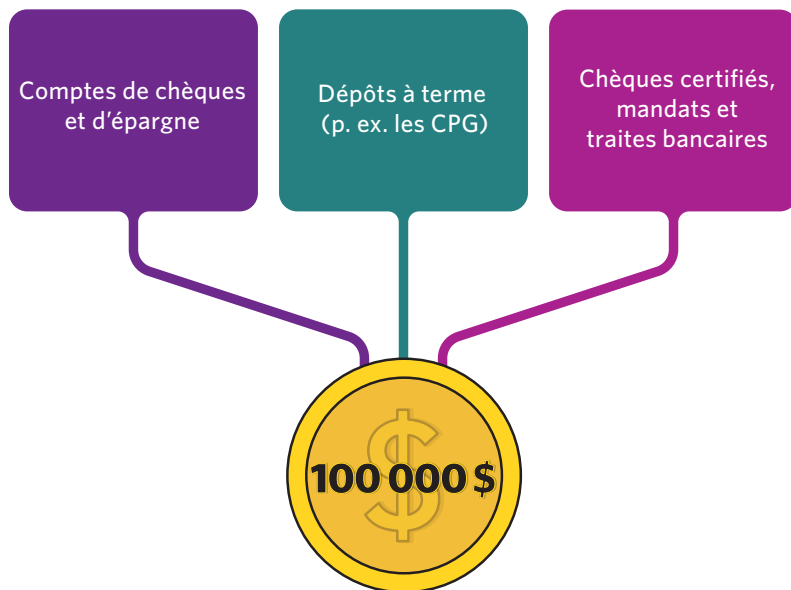 Comptes de chèques
et d'épargne
Dépôts à terme
(p. ex. les CPG)
Chèques certifiés,
mandats et
traites bancaires
100 000 $